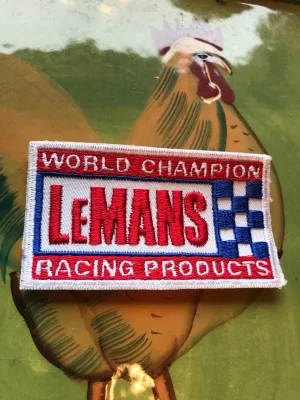 WORLD CHAMPION
LEMANS
RACING PRODUCTS